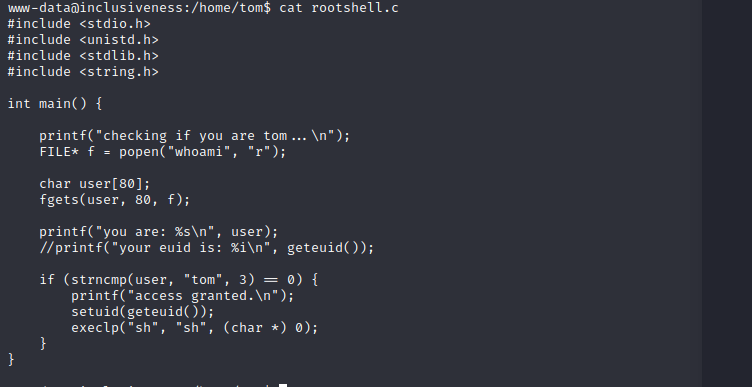 www-data@inclusiveness:/home/tom$ cat rootshell.c
#include <stdio.h>
#include <unistd.h>
#include <stdlib.h>
#include <string.h>
int main() {
printf("checking if you are tom...\n");
FILE* f = popen("whoami", "r");
char user[80];
fgets(user, 80, f);
printf("you are: %s\n", user);
//printf("your euid is: %i\n", geteuid());
if (strncmp(user, "tom", 3) == 0) {
printf("access granted.\n");
setuid(geteuid());
execlp("sh", "sh", (char *) 0);
}
}